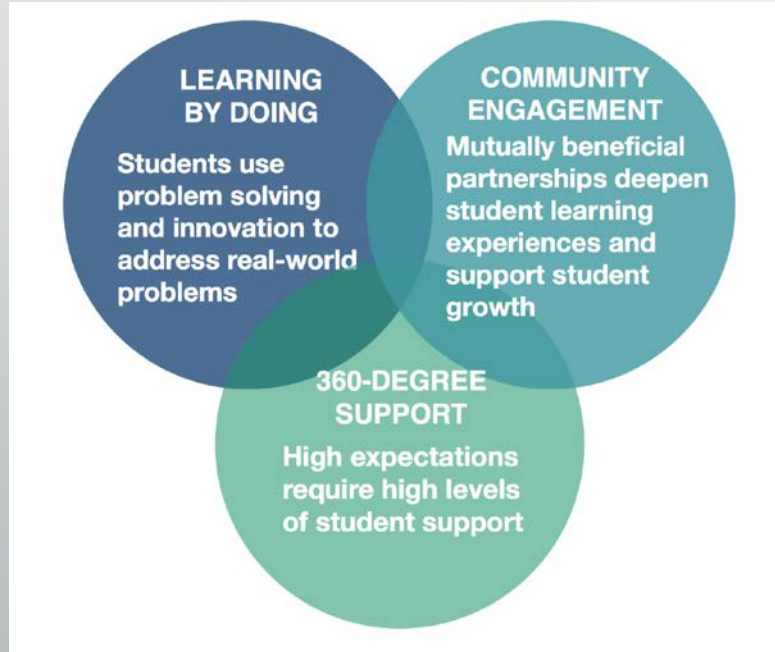 LEARNING
BY DOING
Students use
problem solving
and innovation to
address real-world
problems
COMMUNITY
ENGAGEMENT
Mutually beneficial
partnerships deepen
student learning
experiences and
support student
growth
360-DEGREE
SUPPORT
High expectations
require high levels
of student support